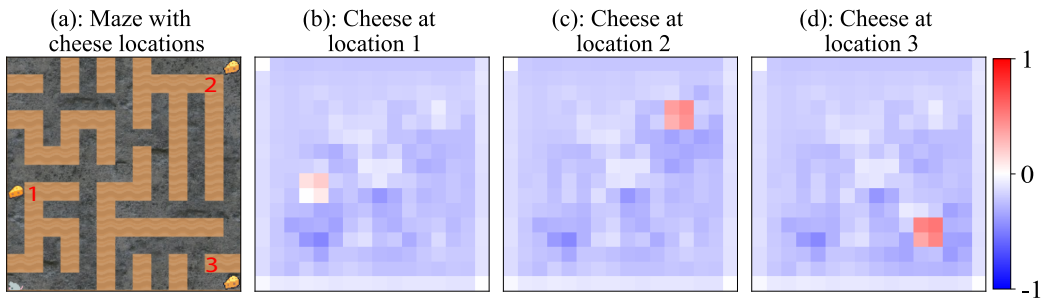 (a): Maze with
cheese locations
(b): Cheese at
location 1
(c): Cheese at
location 2
(d): Cheese at
location 3
2
1
3
1
0
-1